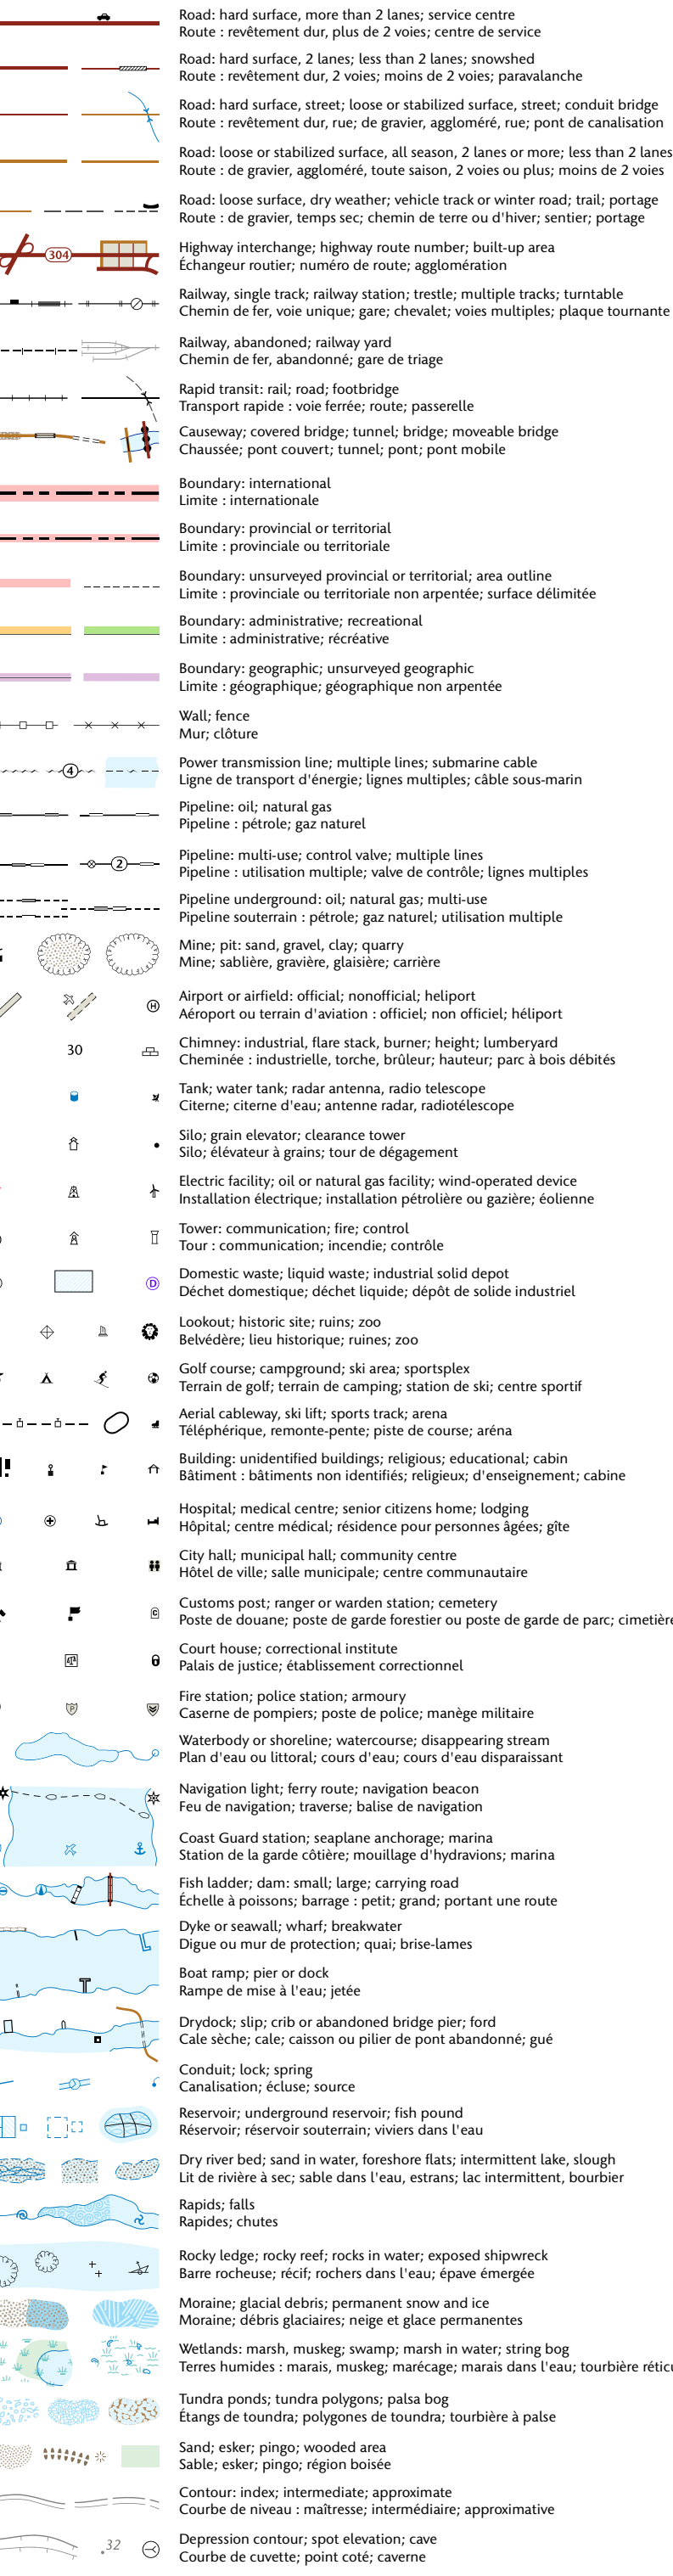 Road: hard surface, more than 2 lanes; service centre
Route : revêtement dur, plus de 2 voies; centre de service
Road: hard surface, 2 lanes; less than 2 lanes; snowshed
Route : revêtement dur, 2 voies; moins de 2 voies; paravalanche
Road: hard surface, street; loose or stabilized surface, street; conduit bridge
Route : revêtement dur, rue; de gravier, aggloméré, rue; pont de canalisation
Road: loose or stabilized surface, all season, 2 lanes or more; less than 2 lanes
Route : de gravier, aggloméré, toute saison, 2 voies ou plus; moins de 2 voies
Road: loose surface, dry weather; vehicle track or winter road; trail; portage
Route : de gravier, temps sec; chemin de terre ou d'hiver; sentier; portage
304
Highway interchange; highway route number; built-up area
Échangeur routier; numéro de route; agglomération
Railway, single track; railway station; trestle; multiple tracks; turntable
Chemin de fer, voie unique; gare; chevalet; voies multiples; plaque tournante
Railway, abandoned; railway yard
Chemin de fer, abandonné; gare de triage
Rapid transit: rail; road; footbridge
Transport rapide : voie ferrée; route; passerelle
Causeway; covered bridge; tunnel; bridge; moveable bridge
Chaussée; pont couvert; tunnel; pont; pont mobile
Boundary: international
Limite : internationale
Boundary: provincial or territorial
Limite : provinciale ou territoriale
Boundary: unsurveyed provincial or territorial; area outline
Limite : provinciale ou territoriale non arpentée; surface délimitée
Boundary: administrative; recreational
Limite : administrative; récréative
Boundary: geographic; unsurveyed geographic
Limite : géographique; géographique non arpentée
Wall; fence
Mur; clôture
4
Power transmission line; multiple lines; submarine cable
Ligne de transport d'énergie; lignes multiples; câble sous-marin
Pipeline: oil; natural gas
Pipeline : pétrole; gaz naturel
2
Pipeline: multi-use; control valve; multiple lines
Pipeline : utilisation multiple; valve de contrôle; lignes multiples
Pipeline underground: oil; natural gas; multi-use
Pipeline souterrain : pétrole; gaz naturel; utilisation multiple
Mine; pit: sand, gravel, clay; quarry
Mine; sablière, gravière, glaisière; carrière
H
Airport or airfield: official; nonofficial; heliport
Aéroport ou terrain d'aviation : officiel; non officiel; héliport
30
Chimney: industrial, flare stack, burner; height; lumberyard
Cheminée : industrielle, torche, brûleur; hauteur; parc à bois débités
Tank; water tank; radar antenna, radio telescope
Citerne; citerne d'eau; antenne radar, radiotélescope
Silo; grain elevator; clearance tower
Silo; élévateur à grains; tour de dégagement
Electric facility; oil or natural gas facility; wind-operated device
Installation électrique; installation pétrolière ou gazière; éolienne
Tower: communication; fire; control
Tour : communication; incendie; contrôle
D
Domestic waste; liquid waste; industrial solid depot
Déchet domestique; déchet liquide; dépôt de solide industriel
Lookout; historic site; ruins; zoo
Belvédère; lieu historique; ruines; zoo
Golf course; campground; ski area; sportsplex
Terrain de golf; terrain de camping; station de ski; centre sportif
Aerial cableway, ski lift; sports track; arena
Téléphérique, remonte-pente; piste de course; aréna
Building: unidentified buildings; religious; educational; cabin
Bâtiment : bâtiments non identifiés; religieux; d'enseignement; cabine
Hospital; medical centre; senior citizens home; lodging
Hôpital; centre médical; résidence pour personnes âgées; gîte
City hall; municipal hall; community centre
Hôtel de ville; salle municipale; centre communautaire
C
Customs post; ranger or warden station; cemetery
Poste de douane; poste de garde forestier ou poste de garde de parc; cimetière
Court house; correctional institute
Palais de justice; établissement correctionnel
P
Fire station; police station; armoury
Caserne de pompiers; poste de police; manège militaire
Waterbody or shoreline; watercourse; disappearing stream
Plan d'eau ou littoral; cours d'eau; cours d'eau disparaissant
Navigation light; ferry route; navigation beacon
Feu de navigation; traverse; balise de navigation
Coast Guard station; seaplane anchorage; marina
Station de la garde côtière; mouillage d'hydravions; marina
Fish ladder; dam: small; large; carrying road
Échelle à poissons; barrage : petit; grand; portant une route
Dyke or seawall; wharf; breakwater
Digue ou mur de protection; quai; brise-lames
Boat ramp; pier or dock
Rampe de mise à l'eau; jetée
Drydock; slip; crib or abandoned bridge pier; ford
Cale sèche; cale; caisson ou pilier de pont abandonné; gué
Conduit; lock; spring
Canalisation; écluse; source
Reservoir; underground reservoir; fish pound
Réservoir; réservoir souterrain; viviers dans l'eau
Dry river bed; sand in water, foreshore flats; intermittent lake, slough
Lit de rivière à sec; sable dans l'eau, estrans; lac intermittent, bourbier
Rapids; falls
Rapides; chutes
Rocky ledge; rocky reef; rocks in water; exposed shipwreck
Barre rocheuse; récif; rochers dans l'eau; épave émergée
Moraine; glacial debris; permanent snow and ice
Moraine; débris glaciaires; neige et glace permanentes
Wetlands: marsh, muskeg; swamp; marsh in water; string bog
Terres humides : marais, muskeg; marécage; marais dans l'eau; tourbière rétic
Tundra ponds; tundra polygons; palsa bog
Étangs de toundra; polygones de toundra; tourbière à palse
Sand; esker; pingo; wooded area
Sable; esker; pingo; région boisée
Contour: index; intermediate; approximate
Courbe de niveau : maîtresse; intermédiaire; approximative
.32
Depression contour; spot elevation; cave
Courbe de cuvette; point coté; caverne